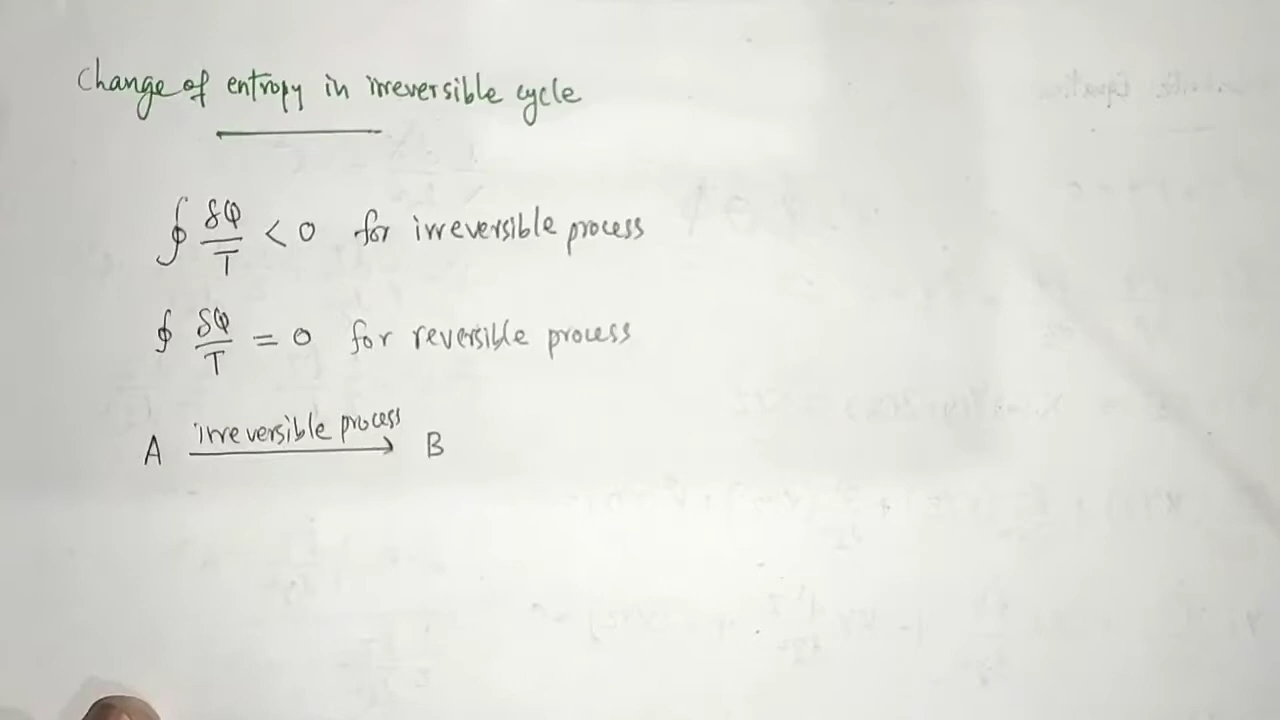 Change of entropy in irreversible cycle
∮ δQ/T < 0 for irreversible process
∮ δQ/T = 0 for reversible process
A irreversible process → B